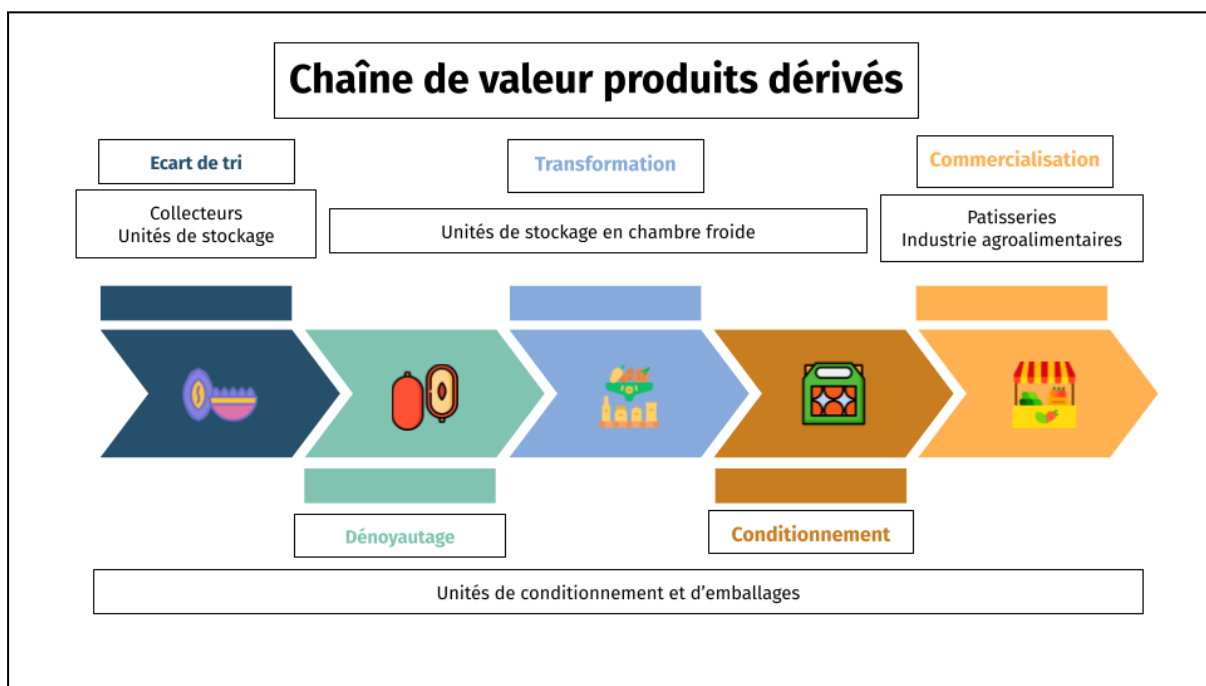 Chaîne de valeur produits dérivés
Ecart de tri
Transformation
Commercialisation
Collecteurs
Unités de stockage
Unités de stockage en chambre froide
Patisseries
Industrie agroalimentaires
Dénoyautage
Conditionnement
Unités de conditionnement et d'emballages